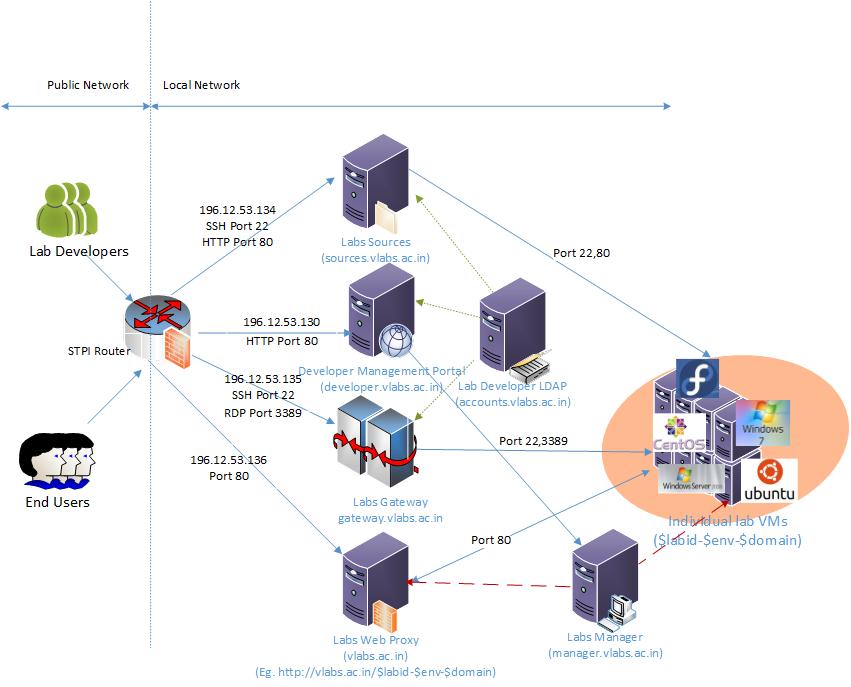 Public Network
Local Network
Lab Developers
196.12.53.134
SSH Port 22
HTTP Port 80
Labs Sources
(sources.vlabs.ac.in)
Port 22,80
STPI Router
196.12.53.130
HTTP Port 80
Developer Management Portal
(developer.vlabs.ac.in)
Lab Developer LDAP
(accounts.vlabs.ac.in)
196.12.53.135
SSH Port 22
RDP Port 3389
Port 22,3389
CentOS
Windows
7
Windows Server
ubuntu
Individual lab VMs
($labid-$env-$domain)
End Users
196.12.53.136
Port 80
Labs Gateway
gateway.vlabs.ac.in
Port 80
Labs Web Proxy
(vlabs.ac.in)
(Eg. http://vlabs.ac.in/$labid-$env-$domain)
Labs Manager
(manager.vlabs.ac.in)